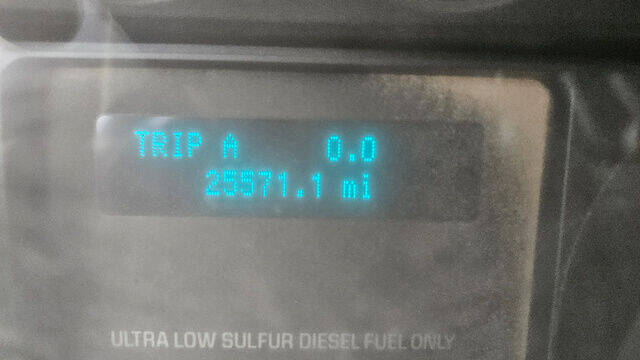 TRIP A 0.0
25571.1 mi
ULTRA LOW SULFUR DIESEL FUEL ONLY